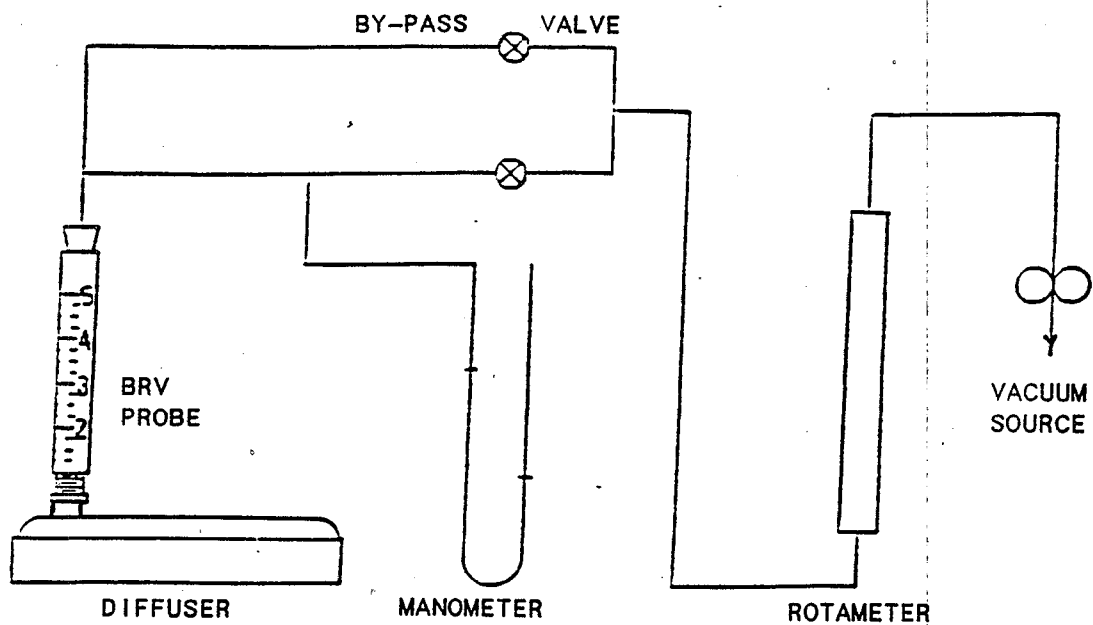 BY-PASS VALVE
5
4
3
2
BRV
PROBE
VACUUM
SOURCE
DIFFUSER
MANOMETER
ROTAMETER